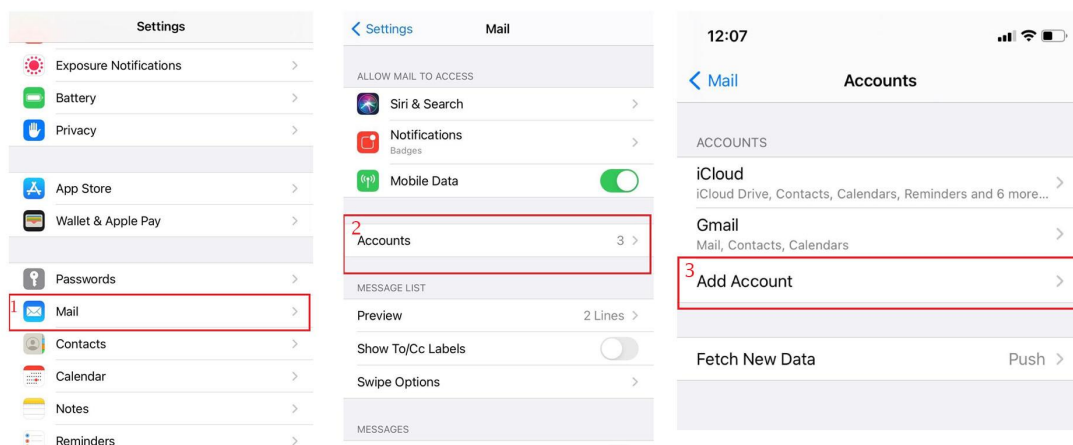 Settings
Exposure Notifications
Battery
Privacy
App Store
Wallet & Apple Pay
Passwords
1
Mail
Contacts
Calendar
Notes
Reminders
Settings
Mail
ALLOW MAIL TO ACCESS
Siri & Search
Notifications
Badges
Mobile Data
2
Accounts 3
MESSAGE LIST
Preview 2 Lines
Show To/Cc Labels
Swipe Options
MESSAGES
12:07
Mail
Accounts
ACCOUNTS
iCloud
iCloud Drive, Contacts, Calendars, Reminders and 6 more...
Gmail
Mail, Contacts, Calendars
3
Add Account
Fetch New Data Push